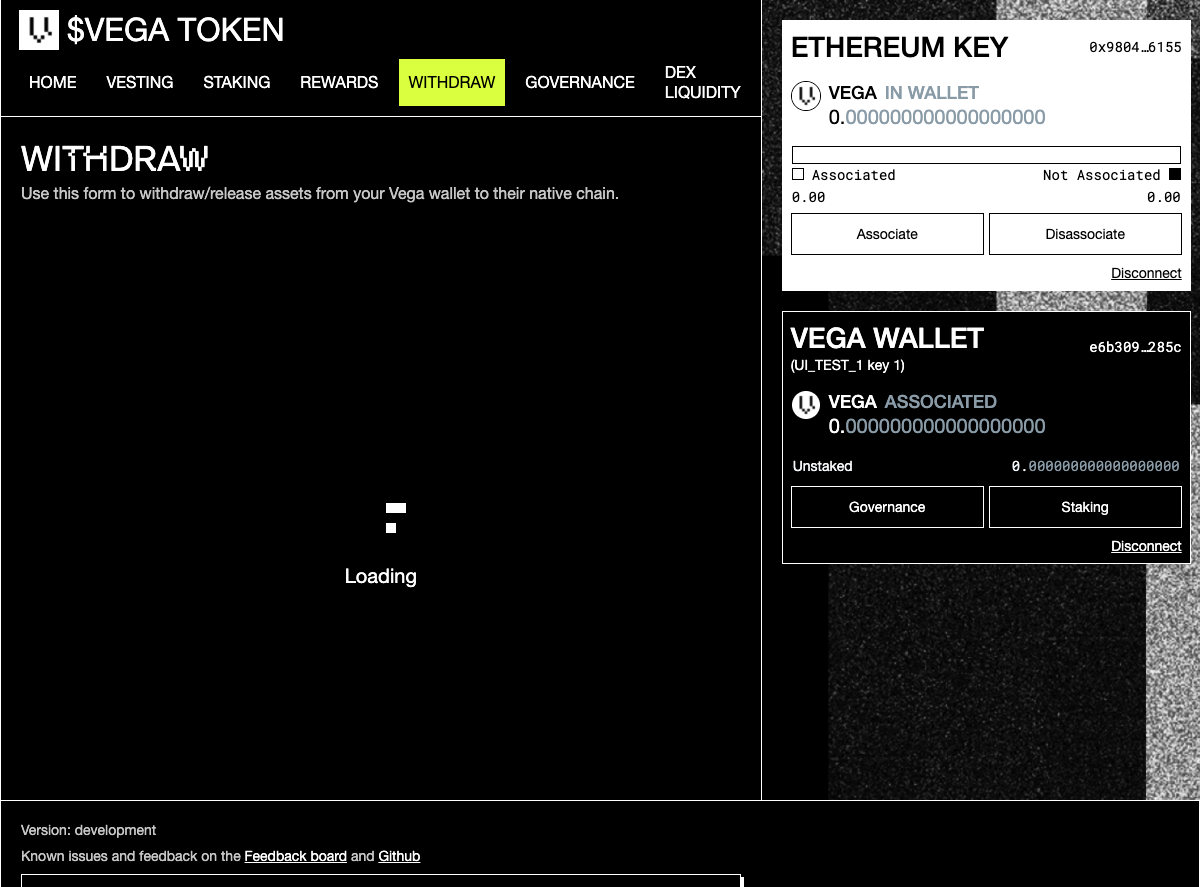 $VEGA TOKEN
HOME VESTING STAKING REWARDS WITHDRAW GOVERNANCE DEX LIQUIDITY
WITHDRAW
Use this form to withdraw/release assets from your Vega wallet to their native chain.
Loading
ETHEREUM KEY 0x9804…6155
VEGA IN WALLET
0.000000000000000000
Associated Not Associated
0.00 0.00
Associate Disassociate
Disconnect
VEGA WALLET e6b309…285c
(UI_TEST_1 key 1)
VEGA ASSOCIATED
0.000000000000000000
Unstaked 0.000000000000000000
Governance Staking
Disconnect
Version: development
Known issues and feedback on the Feedback board and Github